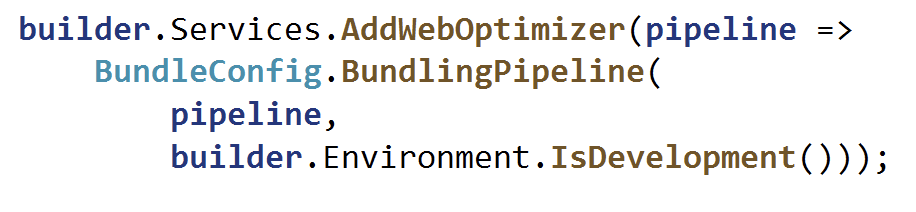 builder.Services.AddWebOptimizer(pipeline =>
    BundleConfig.BundlingPipeline(
        pipeline,
        builder.Environment.IsDevelopment()));